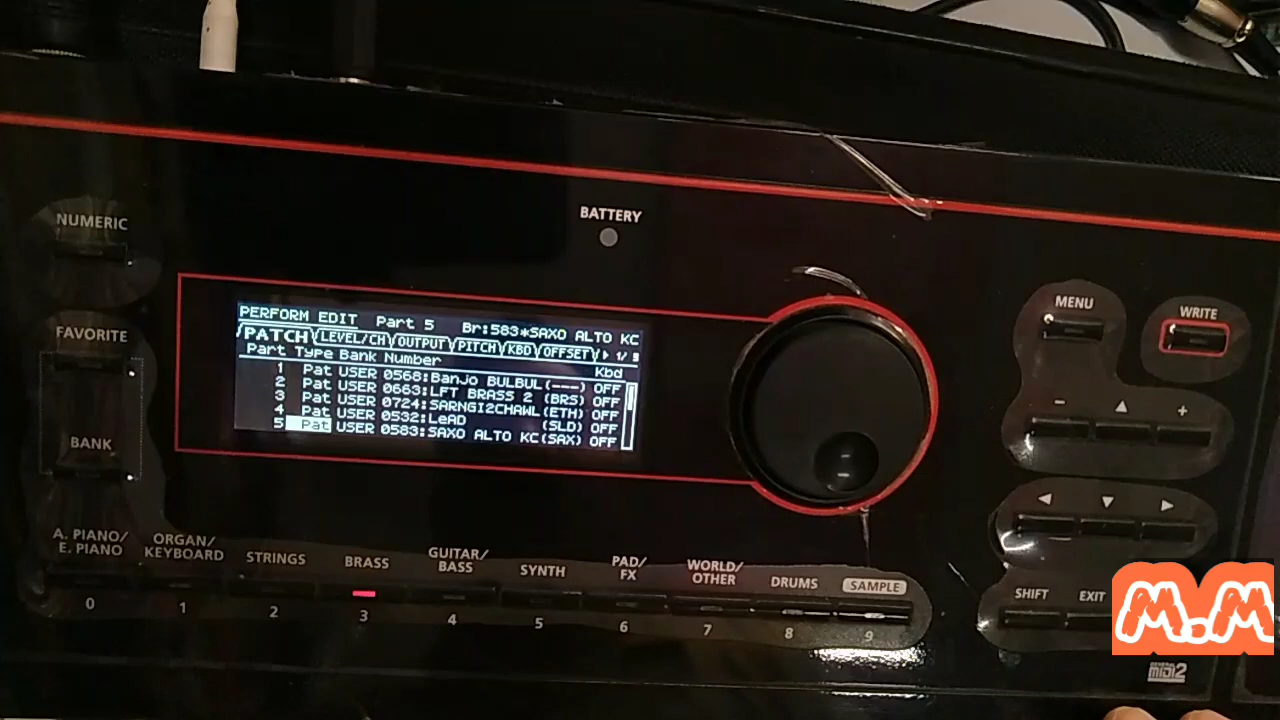 NUMERIC
BATTERY
FAVORITE
BANK
PERFORM EDIT Part 5 Br:583*SAXO ALTO KC
PATCH LEVEL/CH OUTPUT PITCH KBD OFFSET 1/
Part Type Bank Number Kbd
1 Pat USER 0568:BanJo BULBUL(---) OFF
2 Pat USER 0663:LFT BRASS 2 (BRS) OFF
3 Pat USER 0724:SARNGI2CHAWL(ETH) OFF
4 Pat USER 0532:LeAD (SLD) OFF
5 Pat USER 0583:SAXO ALTO KC(SAX) OFF
MENU
WRITE
− ▲ +
◀ ▼ ▶
SHIFT EXIT
A. PIANO/
E. PIANO
ORGAN/
KEYBOARD
STRINGS
BRASS
GUITAR/
BASS
SYNTH
PAD/
FX
WORLD/
OTHER
DRUMS
SAMPLE
0 1 2 3 4 5 6 7 8 9
M.M
GENERAL
MIDI2